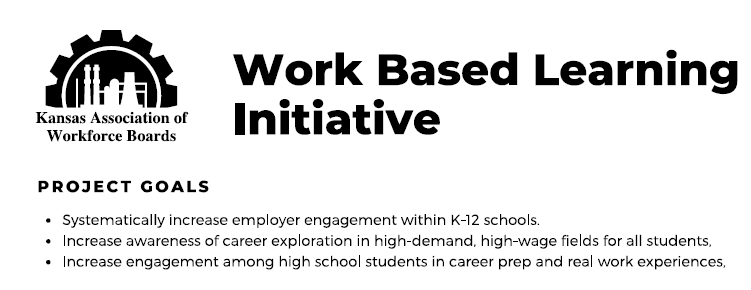 Kansas Association of
Workforce Boards
Work Based Learning
Initiative
PROJECT GOALS
• Systematically increase employer engagement within K-12 schools.
• Increase awareness of career exploration in high-demand, high-wage fields for all students,
• Increase engagement among high school students in career prep and real work experiences,